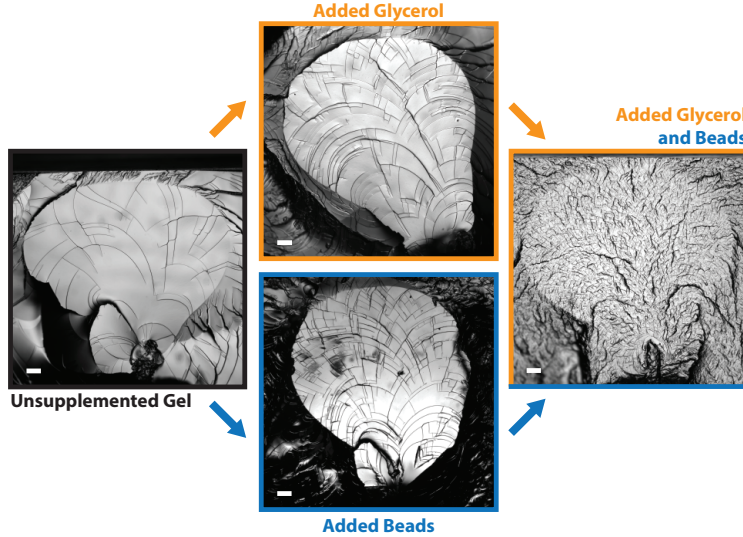 Added Glycerol
Added Glycerol
and Beads
Unsupplemented Gel
Added Beads